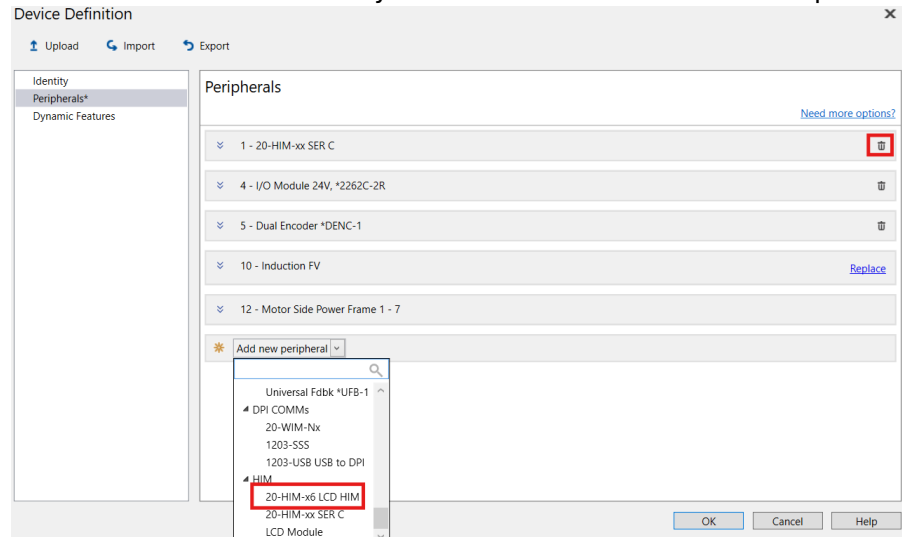 Device Definition
Upload Import Export
Identity
Peripherals*
Dynamic Features
Peripherals
Need more options?
1 - 20-HIM-xx SER C
4 - I/O Module 24V, *2262C-2R
5 - Dual Encoder *DENC-1
10 - Induction FV
Replace
12 - Motor Side Power Frame 1 - 7
Add new peripheral
Universal Fdbk *UFB-1
DPI COMMs
20-WIM-Nx
1203-SSS
1203-USB USB to DPI
HIM
20-HIM-x6 LCD HIM
20-HIM-xx SER C
LCD Module
OK Cancel Help